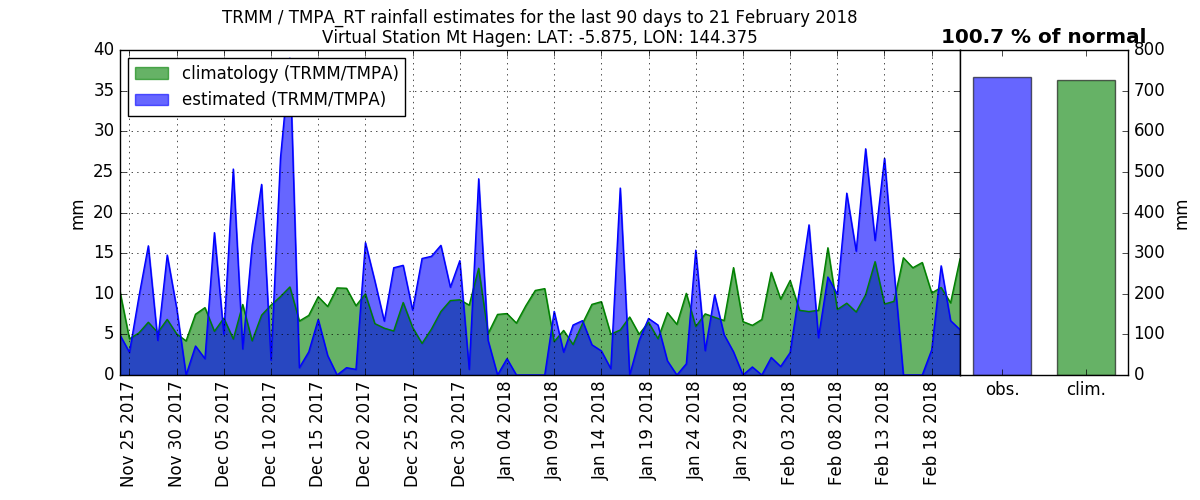 TRMM / TMPA_RT rainfall estimates for the last 90 days to 21 February 2018
Virtual Station Mt Hagen: LAT: -5.875, LON: 144.375
100.7 % of normal
climatology (TRMM/TMPA)
estimated (TRMM/TMPA)
40
35
30
25
20
15
10
5
0
mm
800
700
600
500
400
300
200
100
0
mm
Nov 25 2017
Nov 30 2017
Dec 05 2017
Dec 10 2017
Dec 15 2017
Dec 20 2017
Dec 25 2017
Dec 30 2017
Jan 04 2018
Jan 09 2018
Jan 14 2018
Jan 19 2018
Jan 24 2018
Jan 29 2018
Feb 03 2018
Feb 08 2018
Feb 13 2018
Feb 18 2018
obs.
clim.